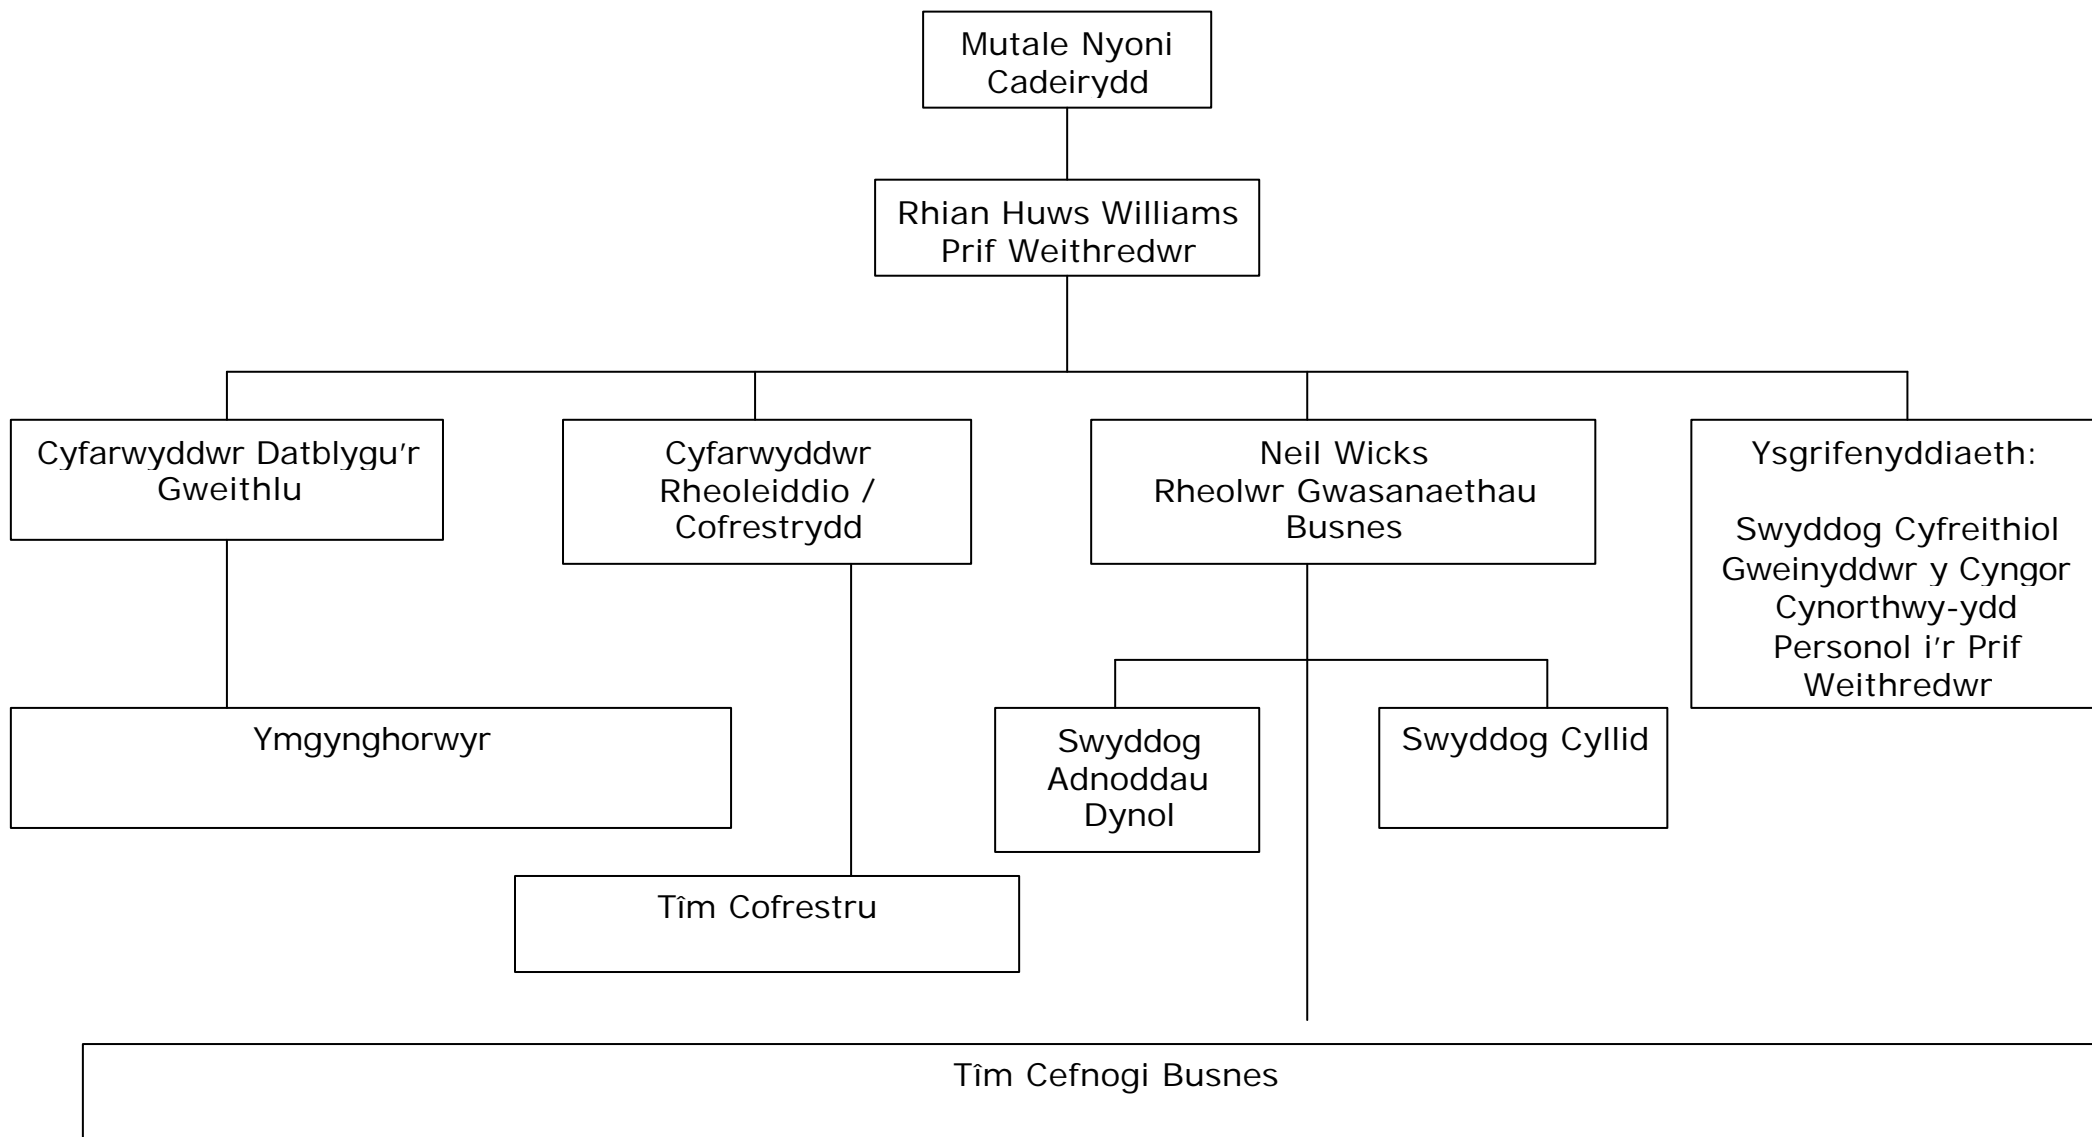 Mutale Nyoni
Cadeirydd
Rhian Huws Williams
Prif Weithredwr
Cyfarwyddwr Datblygu'r
Gweithlu
Cyfarwyddwr
Rheoleiddio /
Cofrestrydd
Neil Wicks
Rheolwr Gwasanaethau
Busnes
Ysgrifenyddiaeth:
Swyddog Cyfreithiol
Gweinyddwr y Cyngor
Cynorthwy-ydd
Personol i'r Prif
Weithredwr
Ymgynghorwyr
Swyddog
Adnoddau
Dynol
Swyddog Cyllid
Tîm Cofrestru
Tîm Cefnogi Busnes